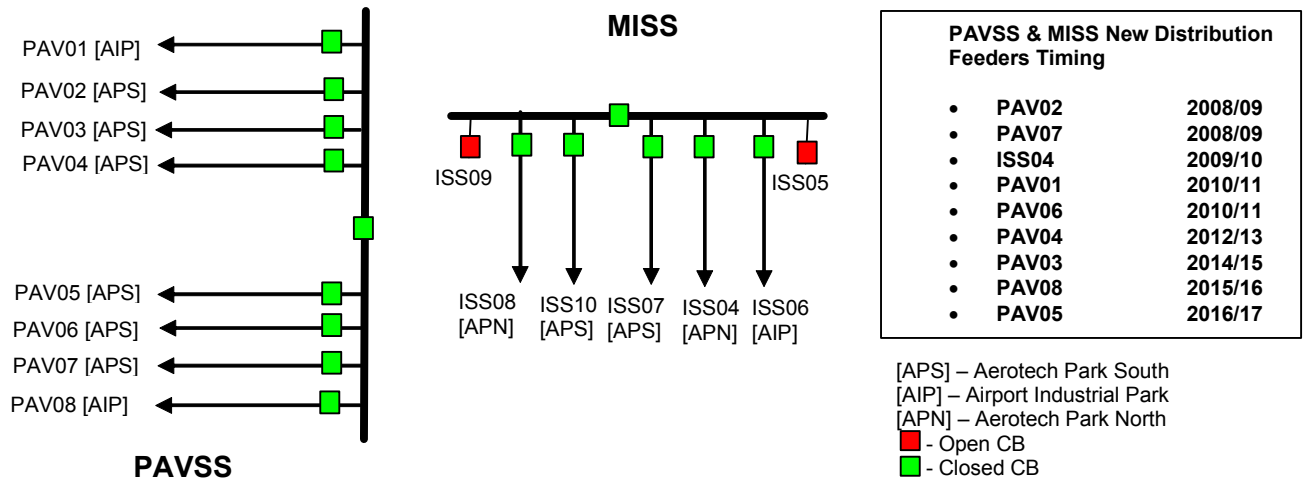 PAV01 [AIP]
PAV02 [APS]
PAV03 [APS]
PAV04 [APS]
PAV05 [APS]
PAV06 [APS]
PAV07 [APS]
PAV08 [AIP]
PAVSS
MISS
ISS09
ISS05
ISS08
[APN]
ISS10
[APS]
ISS07
[APS]
ISS04
[APN]
ISS06
[AIP]
PAVSS & MISS New Distribution
Feeders Timing
• PAV02 2008/09
• PAV07 2008/09
• ISS04 2009/10
• PAV01 2010/11
• PAV06 2010/11
• PAV04 2012/13
• PAV03 2014/15
• PAV08 2015/16
• PAV05 2016/17
[APS] – Aerotech Park South
[AIP] – Airport Industrial Park
[APN] – Aerotech Park North
- Open CB
- Closed CB